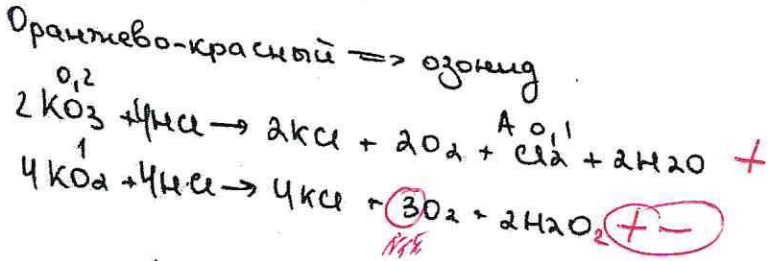 Оранжево-красный => озонид.
0,2
2KO3 + 4HCl → 2KCl + 2O2 + Cl2 + 2H2O +
A 0,1
1
4KO2 + 4HCl → 4KCl + 3O2 + 2H2O2 + -